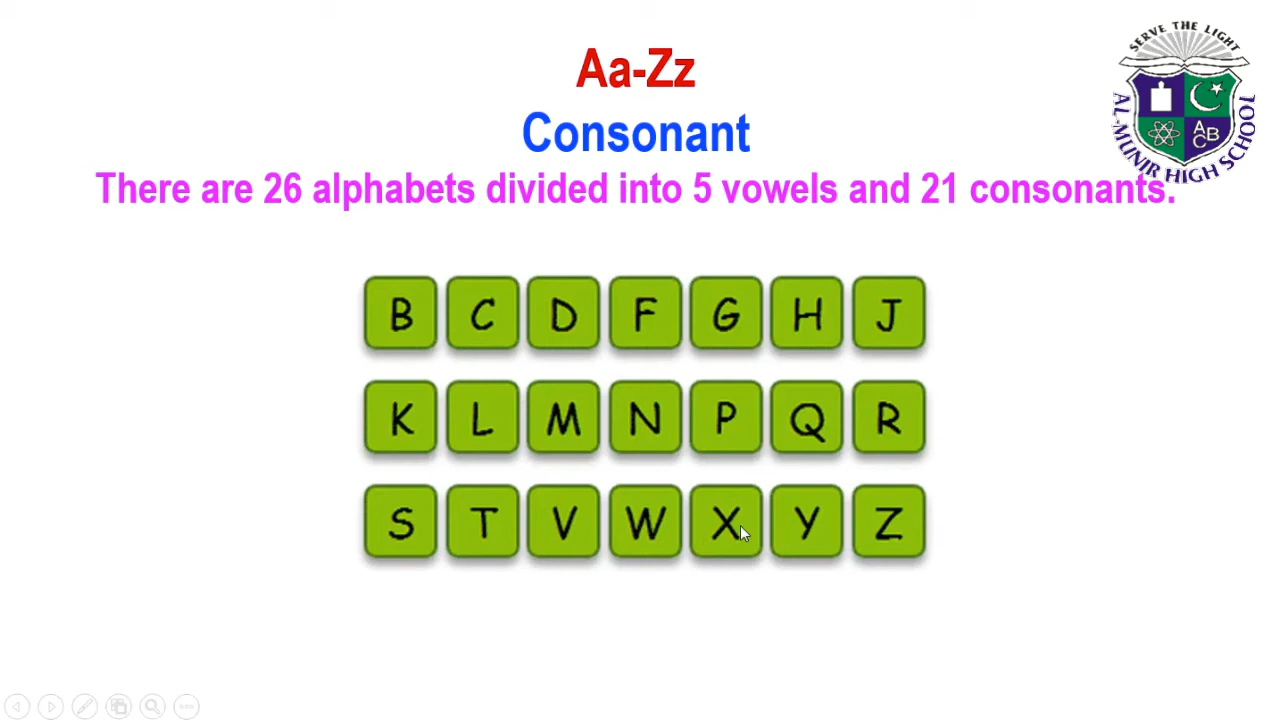 Aa-Zz
Consonant
There are 26 alphabets divided into 5 vowels and 21 consonants.
SERVE THE LIGHT
A B
C
AL-MUNIR HIGH SCHOOL
B C D F G H J
K L M N P Q R
S T V W X Y Z